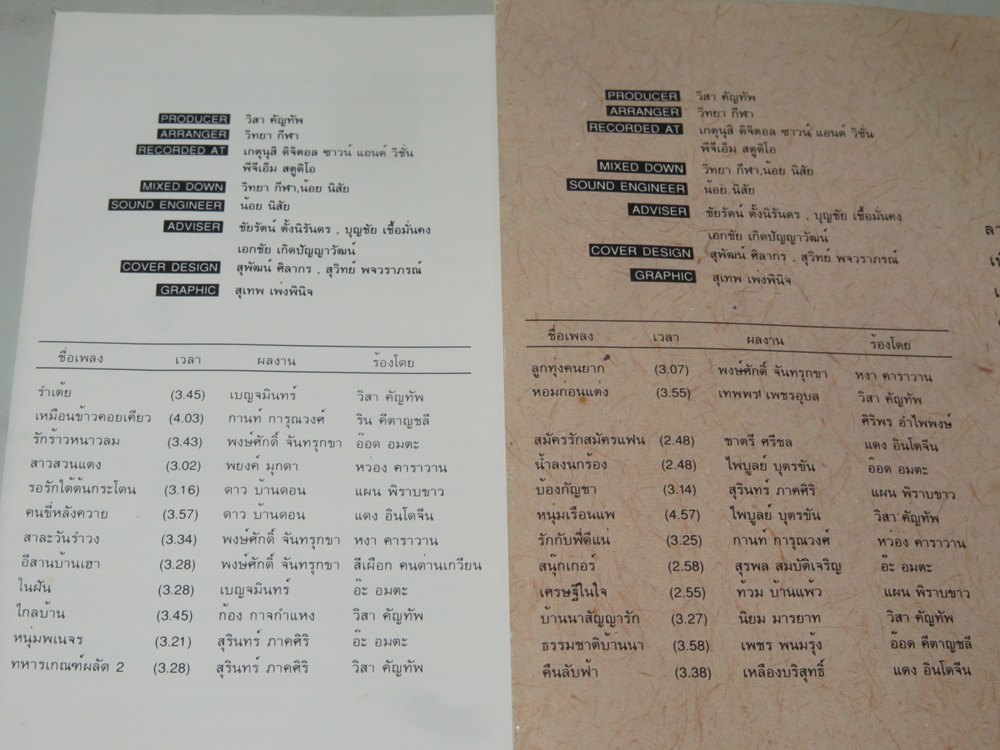 PRODUCER วิสา คัญทัพ
ARRANGER วิทยา กีฬา
RECORDED AT เกตุนุสิ ดิจิตอล ซาวน์ แอนด์ วิชั่น
พีจีเอ็ม สตูดิโอ
MIXED DOWN วิทยา กีฬา,น้อย นิสัย
SOUND ENGINEER น้อย นิสัย
ADVISER ชัยรัตน์ ตั้งนิรันดร , บุญชัย เชื้อมั่นคง
เอกชัย เกิดปัญญาวัฒน์
COVER DESIGN สุพัฒน์ ศิลากร , สุวิทย์ พจวราภรณ์
GRAPHIC สุเทพ เพ่งพินิจ
ชื่อเพลง เวลา ผลงาน ร้องโดย
รำเต้ย (3.45) เบญจมินทร์ วิสา คัญทัพ
เหมือนข้าวคอยเคียว (4.03) กานท์ การุณวงศ์ ริน คีตาญชลี
รักร้าวหนาวลม (3.43) พงษ์ศักดิ์ จันทรุกขา อ๊อด อมตะ
สาวสวนแตง (3.02) พยงค์ มุกดา หว่อง คาราวาน
รอรักใต้ต้นกระโดน (3.16) ดาว บ้านดอน แผน พิราบขาว
คนขี่หลังควาย (3.57) ดาว บ้านดอน แดง อินโดจีน
สาละวันรำวง (3.34) พงษ์ศักดิ์ จันทรุกขา หงา คาราวาน
อีสานบ้านเฮา (3.28) พงษ์ศักดิ์ จันทรุกขา สีเผือก คนด่านเกวียน
ในฝัน (3.28) เบญจมินทร์ อ๊ะ อมตะ
ไกลบ้าน (3.45) ก้อง กาจกำแหง วิสา คัญทัพ
หนุ่มพเนจร (3.21) สุรินทร์ ภาคศิริ อ๊ะ อมตะ
ทหารเกณฑ์ผลัด 2 (3.28) สุรินทร์ ภาคศิริ วิสา คัญทัพ
PRODUCER วิสา คัญทัพ
ARRANGER วิทยา กีฬา
RECORDED AT เกตุนุสิ ดิจิตอล ซาวน์ แอนด์ วิชั่น
พีจีเอ็ม สตูดิโอ
MIXED DOWN วิทยา กีฬา,น้อย นิสัย
SOUND ENGINEER น้อย นิสัย
ADVISER ชัยรัตน์ ตั้งนิรันดร , บุญชัย เชื้อมั่นคง
เอกชัย เกิดปัญญาวัฒน์
COVER DESIGN สุพัฒน์ ศิลากร , สุวิทย์ พจวราภรณ์
GRAPHIC สุเทพ เพ่งพินิจ
ชื่อเพลง เวลา ผลงาน ร้องโดย
ลูกทุ่งคนยาก (3.07) พงษ์ศักดิ์ จันทรุกขา หงา คาราวาน
หอมก่อนแต่ง (3.55) เทพพร เพชรอุบล วิสา คัญทัพ
ศิริพร อำไพพงษ์
สมัครรักสมัครแฟน (2.48) ชาตรี ศรีชล แดง อินโดจีน
น้ำลงนกร้อง (2.48) ไพบูลย์ บุตรขัน อ๊อด อมตะ
บ้องกัญชา (3.14) สุรินทร์ ภาคศิริ แผน พิราบขาว
หนุ่มเรือนแพ (4.57) ไพบูลย์ บุตรขัน วิสา คัญทัพ
รักกับพี่ดีแน่ (3.25) กานท์ การุณวงศ์ หว่อง คาราวาน
สนุ๊กเกอร์ (2.58) สุรพล สมบัติเจริญ อ๊ะ อมตะ
เศรษฐีในใจ (2.55) ท้วม บ้านแพ้ว แผน พิราบขาว
บ้านนาสัญญารัก (3.27) นิยม มารยาท วิสา คัญทัพ
ธรรมชาติบ้านนา (3.58) เพชร พนมรุ้ง อ๊อด คีตาญชลี
คืนลับฟ้า (3.38) เหลืองบริสุทธิ์ แดง อินโดจีน